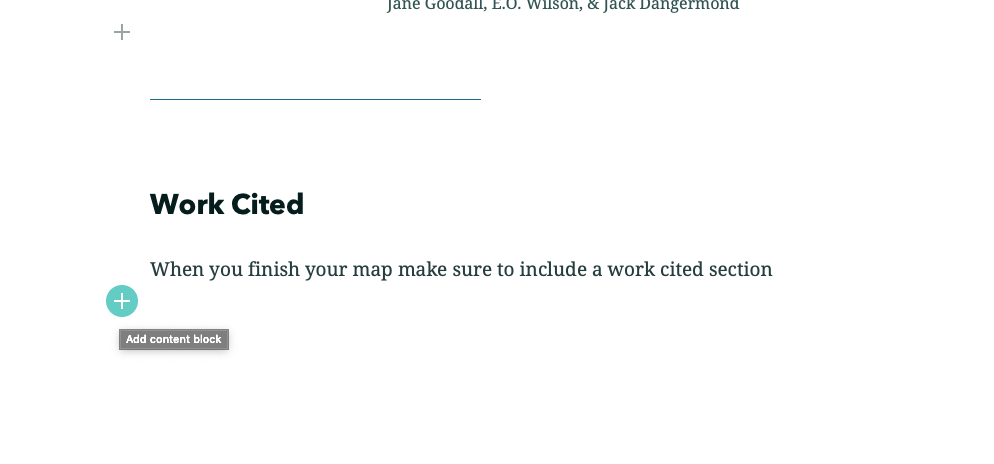 Jane Goodall, E.O. Wilson, & Jack Dangermond
Work Cited
When you finish your map make sure to include a work cited section
Add content block